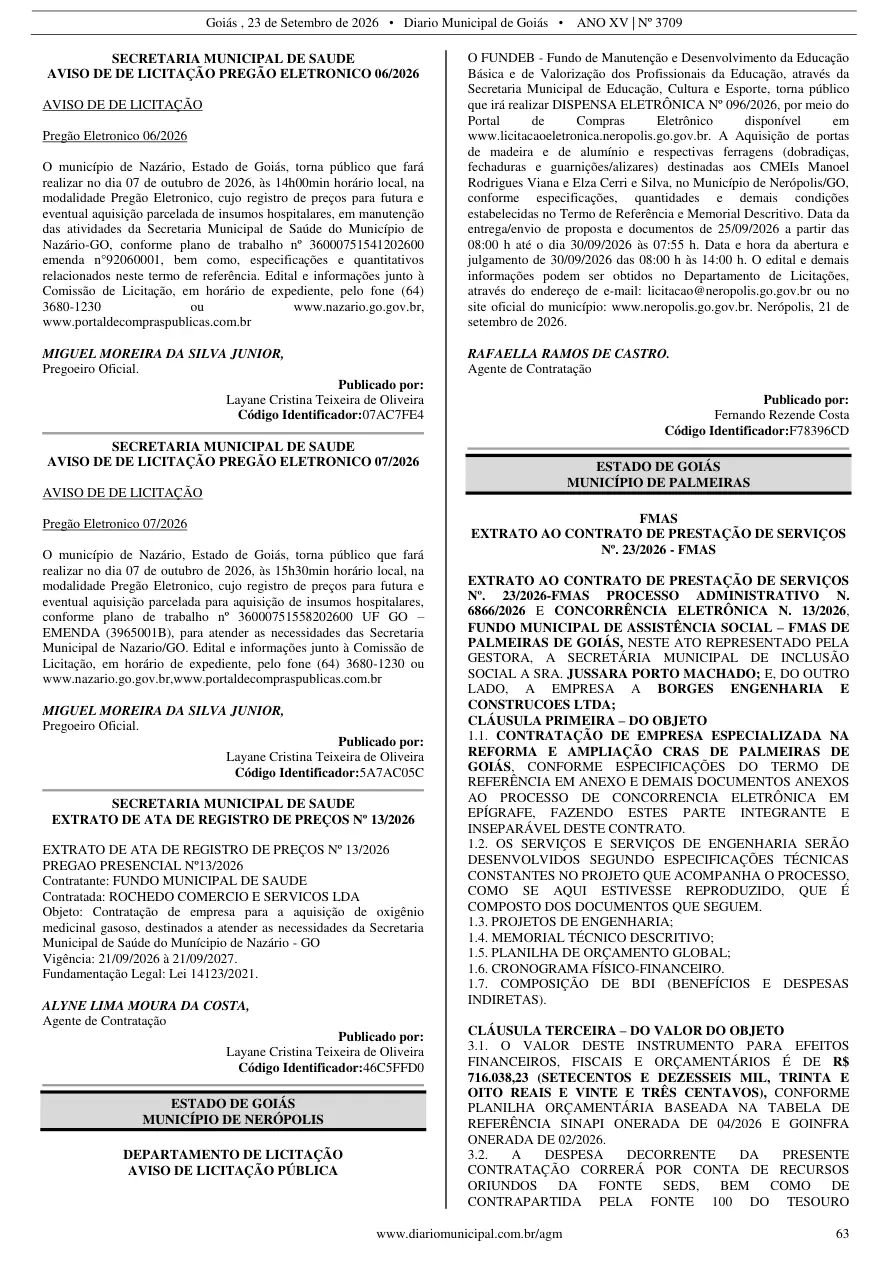 Goiás , 23 de Setembro de 2026 • Diario Municipal de Goiás • ANO XV | Nº 3709
SECRETARIA MUNICIPAL DE SAUDE
AVISO DE DE LICITAÇÃO PREGÃO ELETRONICO 06/2026
AVISO DE DE LICITAÇÃO
Pregão Eletronico 06/2026
O município de Nazário, Estado de Goiás, torna público que fará
realizar no dia 07 de outubro de 2026, às 14h00min horário local, na
modalidade Pregão Eletronico, cujo registro de preços para futura e
eventual aquisição parcelada de insumos hospitalares, em manutenção
das atividades da Secretaria Municipal de Saúde do Município de
Nazário-GO, conforme plano de trabalho nº 36000751541202600
emenda n°92060001, bem como, especificações e quantitativos
relacionados neste termo de referência. Edital e informações junto à
Comissão de Licitação, em horário de expediente, pelo fone (64)
3680-1230 ou www.nazario.go.gov.br,
www.portaldecompraspublicas.com.br
MIGUEL MOREIRA DA SILVA JUNIOR,
Pregoeiro Oficial.
Publicado por:
Layane Cristina Teixeira de Oliveira
Código Identificador:07AC7FE4
SECRETARIA MUNICIPAL DE SAUDE
AVISO DE DE LICITAÇÃO PREGÃO ELETRONICO 07/2026
AVISO DE DE LICITAÇÃO
Pregão Eletronico 07/2026
O município de Nazário, Estado de Goiás, torna público que fará
realizar no dia 07 de outubro de 2026, às 15h30min horário local, na
modalidade Pregão Eletronico, cujo registro de preços para futura e
eventual aquisição parcelada para aquisição de insumos hospitalares,
conforme plano de trabalho nº 36000751558202600 UF GO –
EMENDA (3965001B), para atender as necessidades das Secretaria
Municipal de Nazario/GO. Edital e informações junto à Comissão de
Licitação, em horário de expediente, pelo fone (64) 3680-1230 ou
www.nazario.go.gov.br,www.portaldecompraspublicas.com.br
MIGUEL MOREIRA DA SILVA JUNIOR,
Pregoeiro Oficial.
Publicado por:
Layane Cristina Teixeira de Oliveira
Código Identificador:5A7AC05C
SECRETARIA MUNICIPAL DE SAUDE
EXTRATO DE ATA DE REGISTRO DE PREÇOS Nº 13/2026
EXTRATO DE ATA DE REGISTRO DE PREÇOS Nº 13/2026
PREGAO PRESENCIAL Nº13/2026
Contratante: FUNDO MUNICIPAL DE SAUDE
Contratada: ROCHEDO COMERCIO E SERVICOS LDA
Objeto: Contratação de empresa para a aquisição de oxigênio
medicinal gasoso, destinados a atender as necessidades da Secretaria
Municipal de Saúde do Munícipio de Nazário - GO
Vigência: 21/09/2026 à 21/09/2027.
Fundamentação Legal: Lei 14123/2021.
ALYNE LIMA MOURA DA COSTA,
Agente de Contratação
Publicado por:
Layane Cristina Teixeira de Oliveira
Código Identificador:46C5FFD0
ESTADO DE GOIÁS
MUNICÍPIO DE NERÓPOLIS
DEPARTAMENTO DE LICITAÇÃO
AVISO DE LICITAÇÃO PÚBLICA
O FUNDEB - Fundo de Manutenção e Desenvolvimento da Educação
Básica e de Valorização dos Profissionais da Educação, através da
Secretaria Municipal de Educação, Cultura e Esporte, torna público
que irá realizar DISPENSA ELETRÔNICA Nº 096/2026, por meio do
Portal de Compras Eletrônico disponível em
www.licitacaoeletronica.neropolis.go.gov.br. A Aquisição de portas
de madeira e de alumínio e respectivas ferragens (dobradiças,
fechaduras e guarnições/alizares) destinadas aos CMEIs Manoel
Rodrigues Viana e Elza Cerri e Silva, no Município de Nerópolis/GO,
conforme especificações, quantidades e demais condições
estabelecidas no Termo de Referência e Memorial Descritivo. Data da
entrega/envio de proposta e documentos de 25/09/2026 a partir das
08:00 h até o dia 30/09/2026 às 07:55 h. Data e hora da abertura e
julgamento de 30/09/2026 das 08:00 h às 14:00 h. O edital e demais
informações podem ser obtidos no Departamento de Licitações,
através do endereço de e-mail: licitacao@neropolis.go.gov.br ou no
site oficial do município: www.neropolis.go.gov.br. Nerópolis, 21 de
setembro de 2026.
RAFAELLA RAMOS DE CASTRO.
Agente de Contratação
Publicado por:
Fernando Rezende Costa
Código Identificador:F78396CD
ESTADO DE GOIÁS
MUNICÍPIO DE PALMEIRAS
FMAS
EXTRATO AO CONTRATO DE PRESTAÇÃO DE SERVIÇOS
Nº. 23/2026 - FMAS
EXTRATO AO CONTRATO DE PRESTAÇÃO DE SERVIÇOS
Nº. 23/2026-FMAS PROCESSO ADMINISTRATIVO N.
6866/2026 E CONCORRÊNCIA ELETRÔNICA N. 13/2026,
FUNDO MUNICIPAL DE ASSISTÊNCIA SOCIAL – FMAS DE
PALMEIRAS DE GOIÁS, NESTE ATO REPRESENTADO PELA
GESTORA, A SECRETÁRIA MUNICIPAL DE INCLUSÃO
SOCIAL A SRA. JUSSARA PORTO MACHADO; E, DO OUTRO
LADO, A EMPRESA A BORGES ENGENHARIA E
CONSTRUCOES LTDA;
CLÁUSULA PRIMEIRA – DO OBJETO
1.1. CONTRATAÇÃO DE EMPRESA ESPECIALIZADA NA
REFORMA E AMPLIAÇÃO CRAS DE PALMEIRAS DE
GOIÁS, CONFORME ESPECIFICAÇÕES DO TERMO DE
REFERÊNCIA EM ANEXO E DEMAIS DOCUMENTOS ANEXOS
AO PROCESSO DE CONCORRENCIA ELETRÔNICA EM
EPÍGRAFE, FAZENDO ESTES PARTE INTEGRANTE E
INSEPARÁVEL DESTE CONTRATO.
1.2. OS SERVIÇOS E SERVIÇOS DE ENGENHARIA SERÃO
DESENVOLVIDOS SEGUNDO ESPECIFICAÇÕES TÉCNICAS
CONSTANTES NO PROJETO QUE ACOMPANHA O PROCESSO,
COMO SE AQUI ESTIVESSE REPRODUZIDO, QUE É
COMPOSTO DOS DOCUMENTOS QUE SEGUEM.
1.3. PROJETOS DE ENGENHARIA;
1.4. MEMORIAL TÉCNICO DESCRITIVO;
1.5. PLANILHA DE ORÇAMENTO GLOBAL;
1.6. CRONOGRAMA FÍSICO-FINANCEIRO.
1.7. COMPOSIÇÃO DE BDI (BENEFÍCIOS E DESPESAS
INDIRETAS).
CLÁUSULA TERCEIRA – DO VALOR DO OBJETO
3.1. O VALOR DESTE INSTRUMENTO PARA EFEITOS
FINANCEIROS, FISCAIS E ORÇAMENTÁRIOS É DE R$
716.038,23 (SETECENTOS E DEZESSEIS MIL, TRINTA E
OITO REAIS E VINTE E TRÊS CENTAVOS), CONFORME
PLANILHA ORÇAMENTÁRIA BASEADA NA TABELA DE
REFERÊNCIA SINAPI ONERADA DE 04/2026 E GOINFRA
ONERADA DE 02/2026.
3.2. A DESPESA DECORRENTE DA PRESENTE
CONTRATAÇÃO CORRERÁ POR CONTA DE RECURSOS
ORIUNDOS DA FONTE SEDS, BEM COMO DE
CONTRAPARTIDA PELA FONTE 100 DO TESOURO
www.diariomunicipal.com.br/agm
63